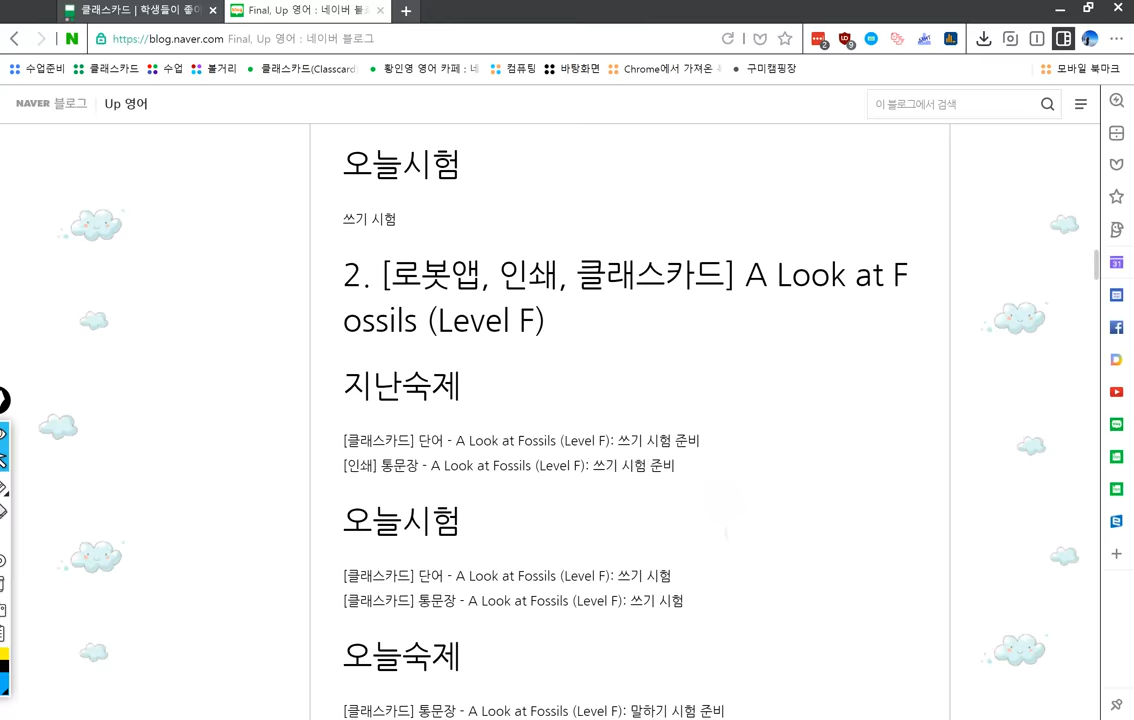 클래스카드 | 학생들이 좋아
Final, Up 영어 : 네이버 블로
https://blog.naver.com Final, Up 영어 : 네이버 블로그
수업준비 클래스카드 수업 볼거리 클래스카드(Classcard) 황인영 영어 카페 : 네 컴퓨팅 바탕화면 Chrome에서 가져온 구미캠핑장 모바일 북마크
NAVER 블로그 Up 영어 이 블로그에서 검색
오늘시험
쓰기 시험
2. [로봇앱, 인쇄, 클래스카드] A Look at F
ossils (Level F)
지난숙제
[클래스카드] 단어 - A Look at Fossils (Level F): 쓰기 시험 준비
[인쇄] 통문장 - A Look at Fossils (Level F): 쓰기 시험 준비
오늘시험
[클래스카드] 단어 - A Look at Fossils (Level F): 쓰기 시험
[클래스카드] 통문장 - A Look at Fossils (Level F): 쓰기 시험
오늘숙제
[클래스카드] 통문장 - A Look at Fossils (Level F): 말하기 시험 준비